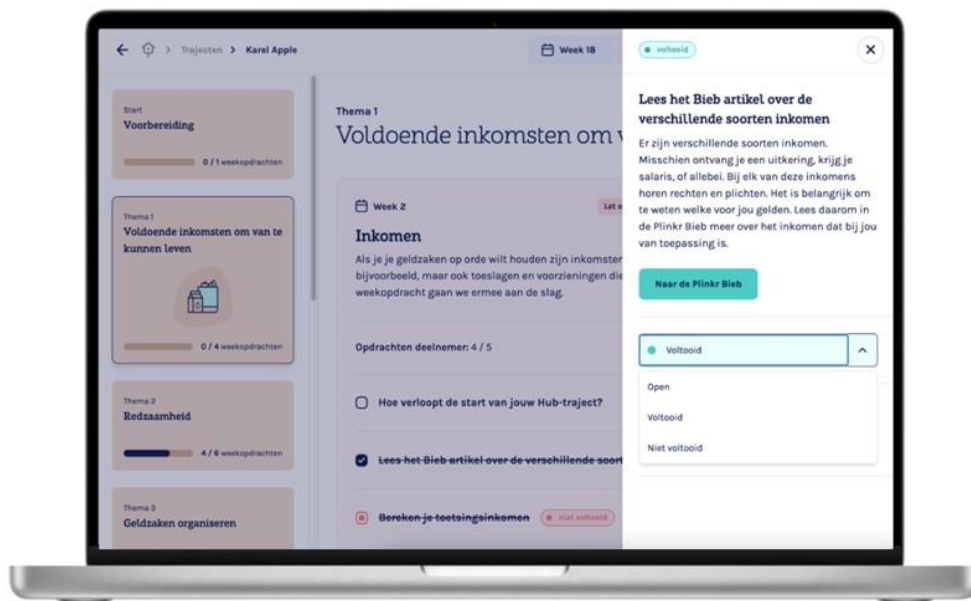 Trajecten > Karel Apple
Week 18
Start
Voorbereiding
0 / 1 weekopdrachten
Thema 1
Voldoende inkomsten om van te
kunnen leven
0 / 4 weekopdrachten
Thema 2
Redzaamheid
4 / 6 weekopdrachten
Thema 3
Geldzaken organiseren
Thema 1
Voldoende inkomsten om v
Week 2
Let o
Inkomen
Als je je geldzaken op orde wilt houden zijn inkomster
bijvoorbeeld, maar ook toeslagen en voorzieningen die
weekopdracht gaan we ermee aan de slag.
Opdrachten deelnemer: 4 / 5
Hoe verloopt de start van jouw Hub-traject?
Lees het Bieb artikel over de verschillende soort
Bereken je toetsingsinkomen niet voltooid
voltooid
Lees het Bieb artikel over de
verschillende soorten inkomen
Er zijn verschillende soorten inkomen.
Misschien ontvang je een uitkering, krijg je
salaris, of allebei. Bij elk van deze inkomens
horen rechten en plichten. Het is belangrijk om
te weten welke voor jou gelden. Lees daarom in
de Plinkr Bieb meer over het inkomen dat bij jou
van toepassing is.
Naar de Plinkr Bieb
Voltooid
Open
Voltooid
Niet voltooid